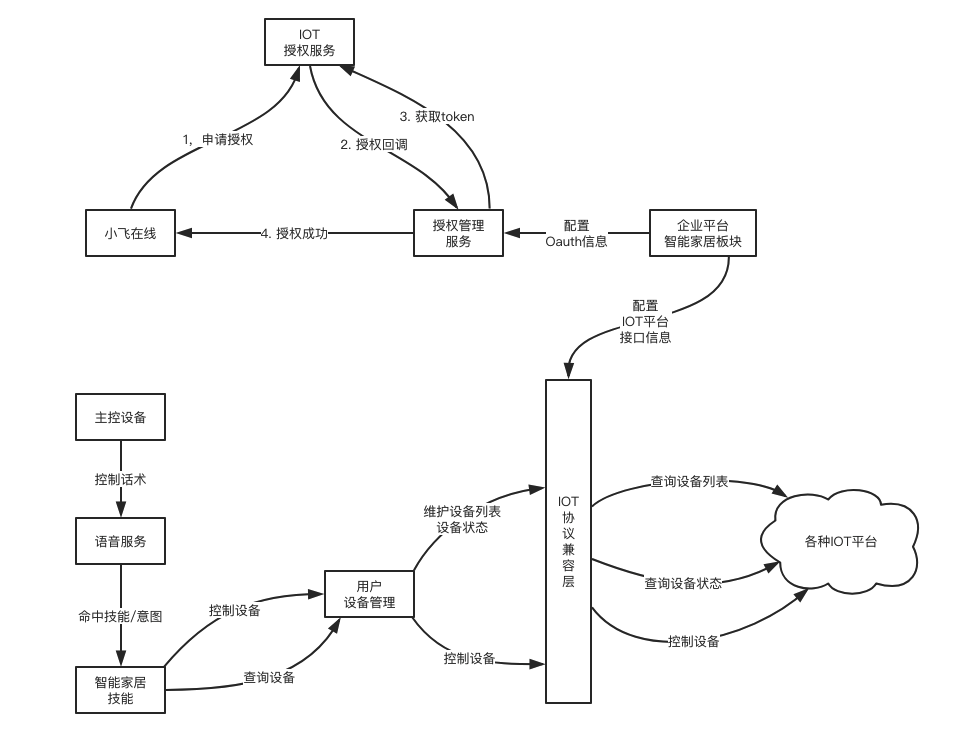 IOT
授权服务
3. 获取token
1，申请授权
2. 授权回调
小飞在线
4. 授权成功
授权管理
服务
配置
Oauth信息
企业平台
智能家居板块
配置
IOT平台
接口信息
主控设备
控制话术
语音服务
命中技能/意图
智能家居
技能
控制设备
查询设备
用户
设备管理
维护设备列表
设备状态
控制设备
IOT
协
议
兼
容
层
查询设备列表
查询设备状态
控制设备
各种IOT平台